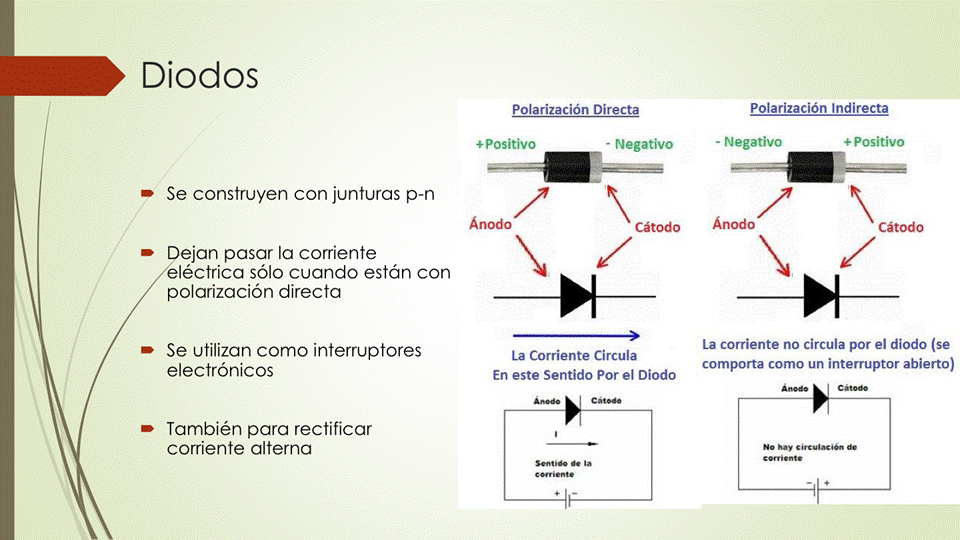 Diodos
Se construyen con junturas p-n
Dejan pasar la corriente
eléctrica sólo cuando están con
polarización directa
Se utilizan como interruptores
electrónicos
También para rectificar
corriente alterna
Polarización Directa
+Positivo - Negativo
Ánodo Cátodo
La Corriente Circula
En este Sentido Por el Diodo
Ánodo Cátodo
I
Sentido de la
corriente
+ -
Polarización Indirecta
- Negativo +Positivo
Ánodo Cátodo
La corriente no circula por el diodo (se
comporta como un interruptor abierto)
Ánodo Cátodo
No hay circulación de
corriente
- +